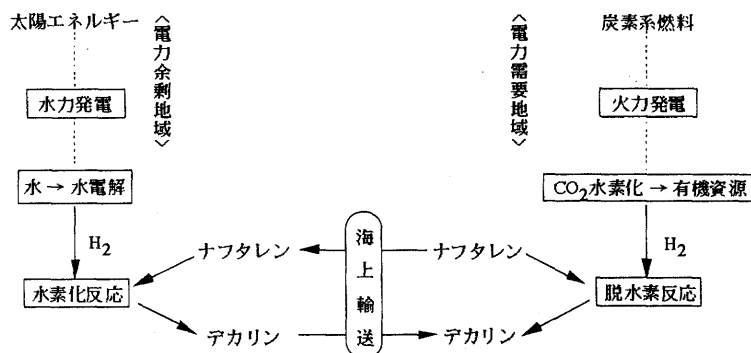 太陽エネルギー
〈電力余剰地域〉
〈電力需要地域〉
炭素系燃料
水力発電
火力発電
水 → 水電解
CO2水素化 → 有機資源
H2
H2
ナフタレン
海上輸送
ナフタレン
水素化反応
脱水素反応
デカリン
デカリン